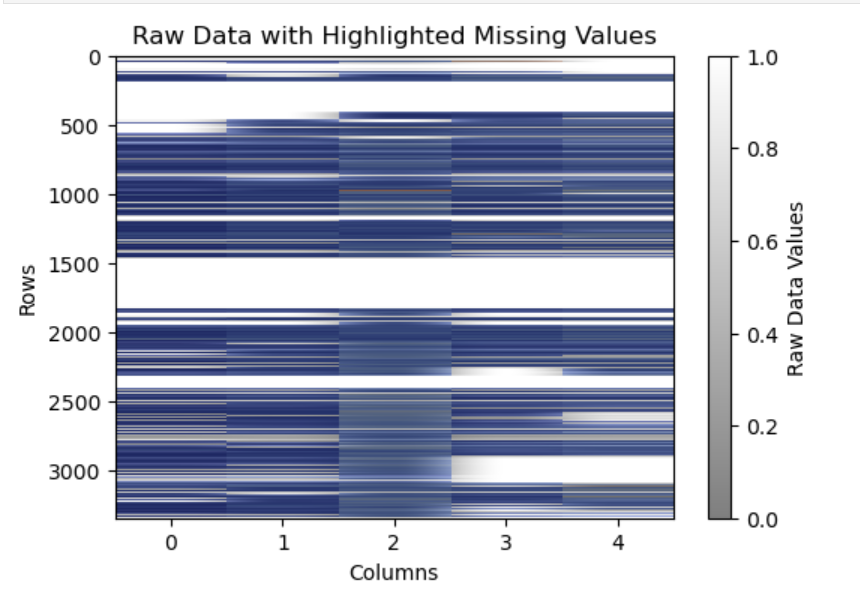 Raw Data with Highlighted Missing Values
0
500
1000
1500
2000
2500
3000
Rows
0 1 2 3 4
Columns
1.0
0.8
0.6
0.4
0.2
0.0
Raw Data Values